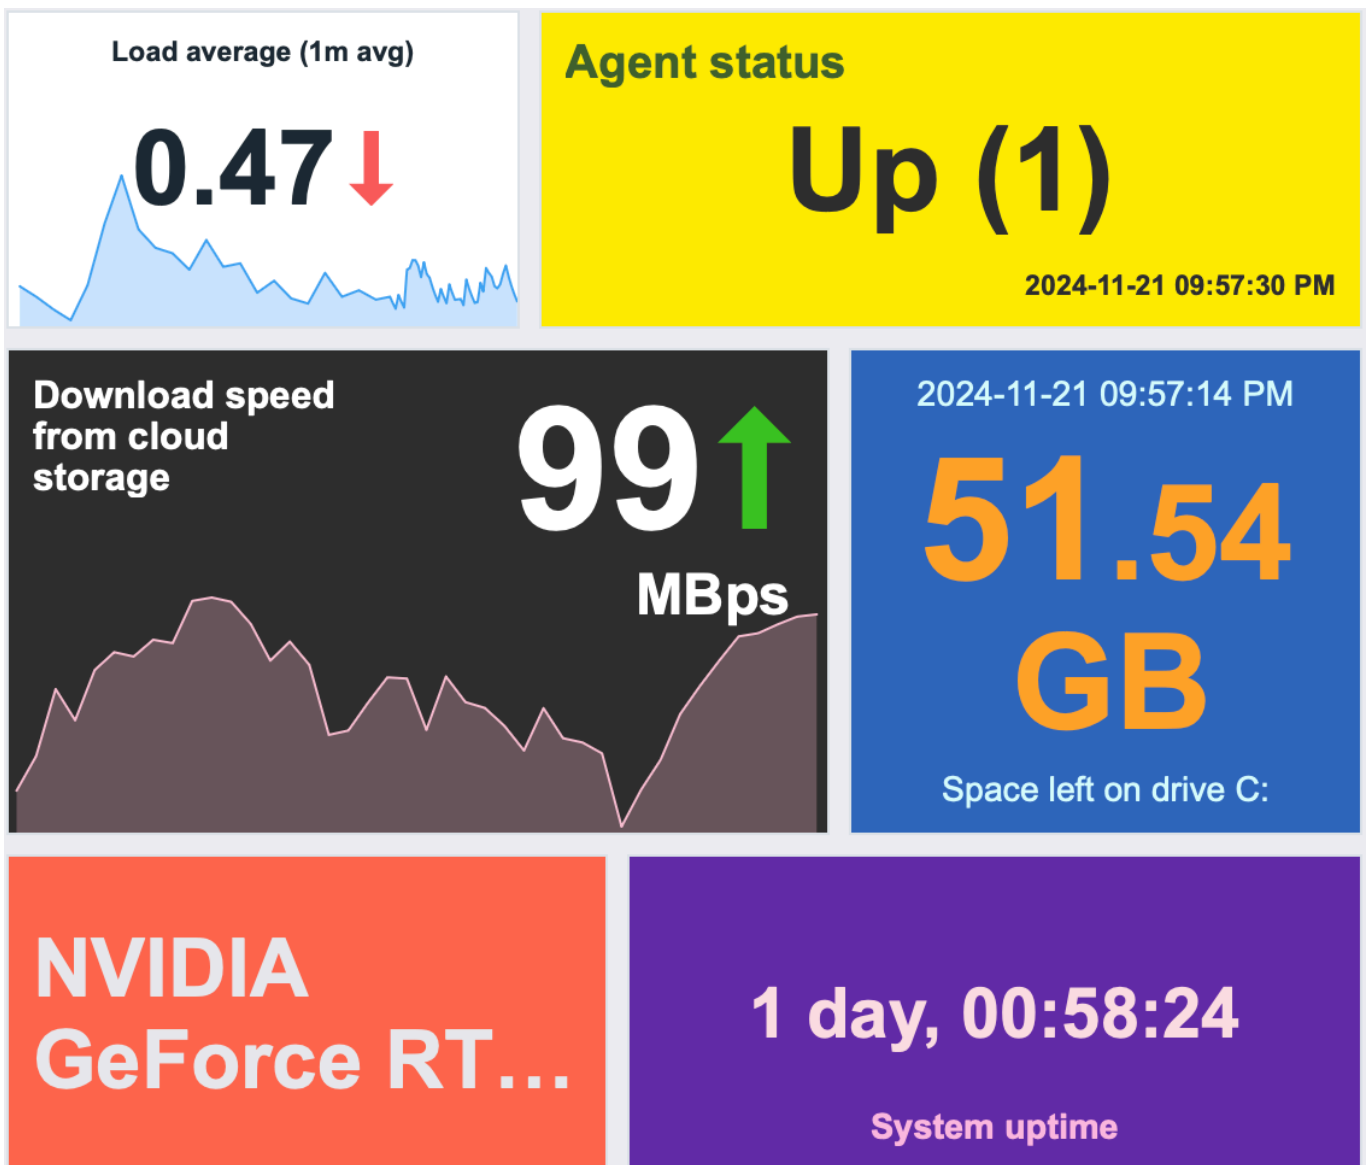 Load average (1m avg)
0.47
Agent status
Up (1)
2024-11-21 09:57:30 PM
Download speed
from cloud
storage
99
MBps
2024-11-21 09:57:14 PM
51.54
GB
Space left on drive C:
NVIDIA
GeForce RT...
1 day, 00:58:24
System uptime